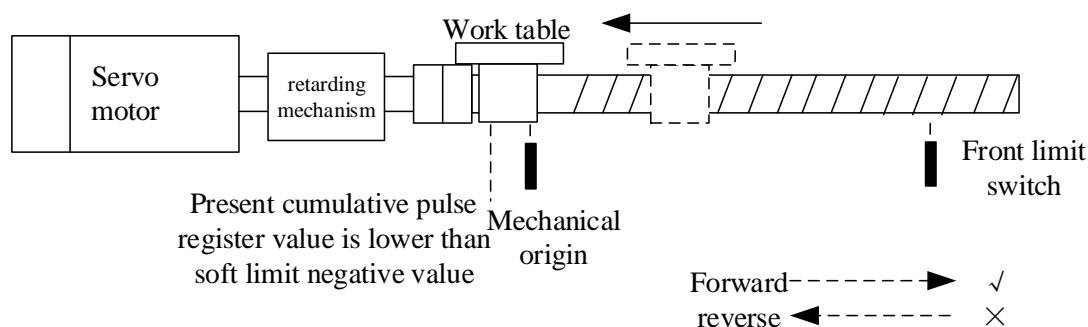 Work table
Servo
motor
retarding
mechanism
Front limit
switch
Present cumulative pulse
register value is lower than
soft limit negative value
Mechanical
origin
Forward √
reverse ×